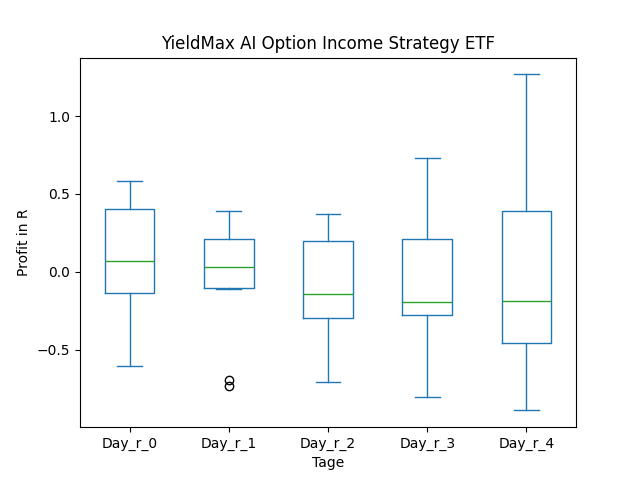 YieldMax AI Option Income Strategy ETF
Profit in R
1.0
0.5
0.0
−0.5
Day_r_0 Day_r_1 Day_r_2 Day_r_3 Day_r_4
Tage